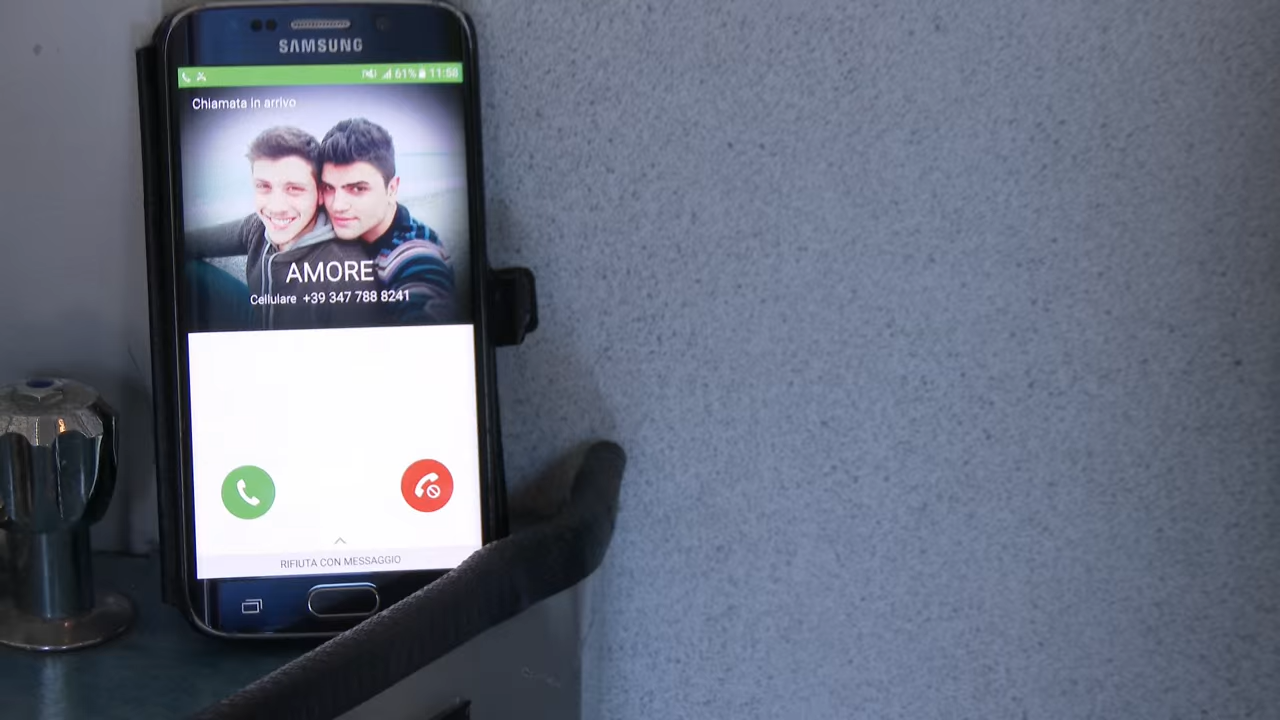 SAMSUNG
61% 11:58
Chiamata in arrivo
AMORE
Cellulare +39 347 788 8241
RIFIUTA CON MESSAGGIO